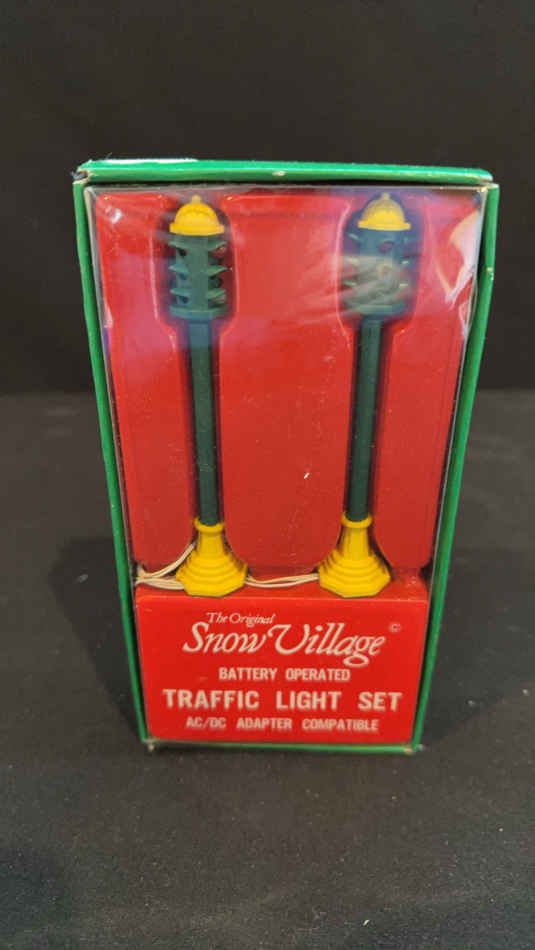 The Original
Snow Village ©
BATTERY OPERATED
TRAFFIC LIGHT SET
AC/DC ADAPTER COMPATIBLE